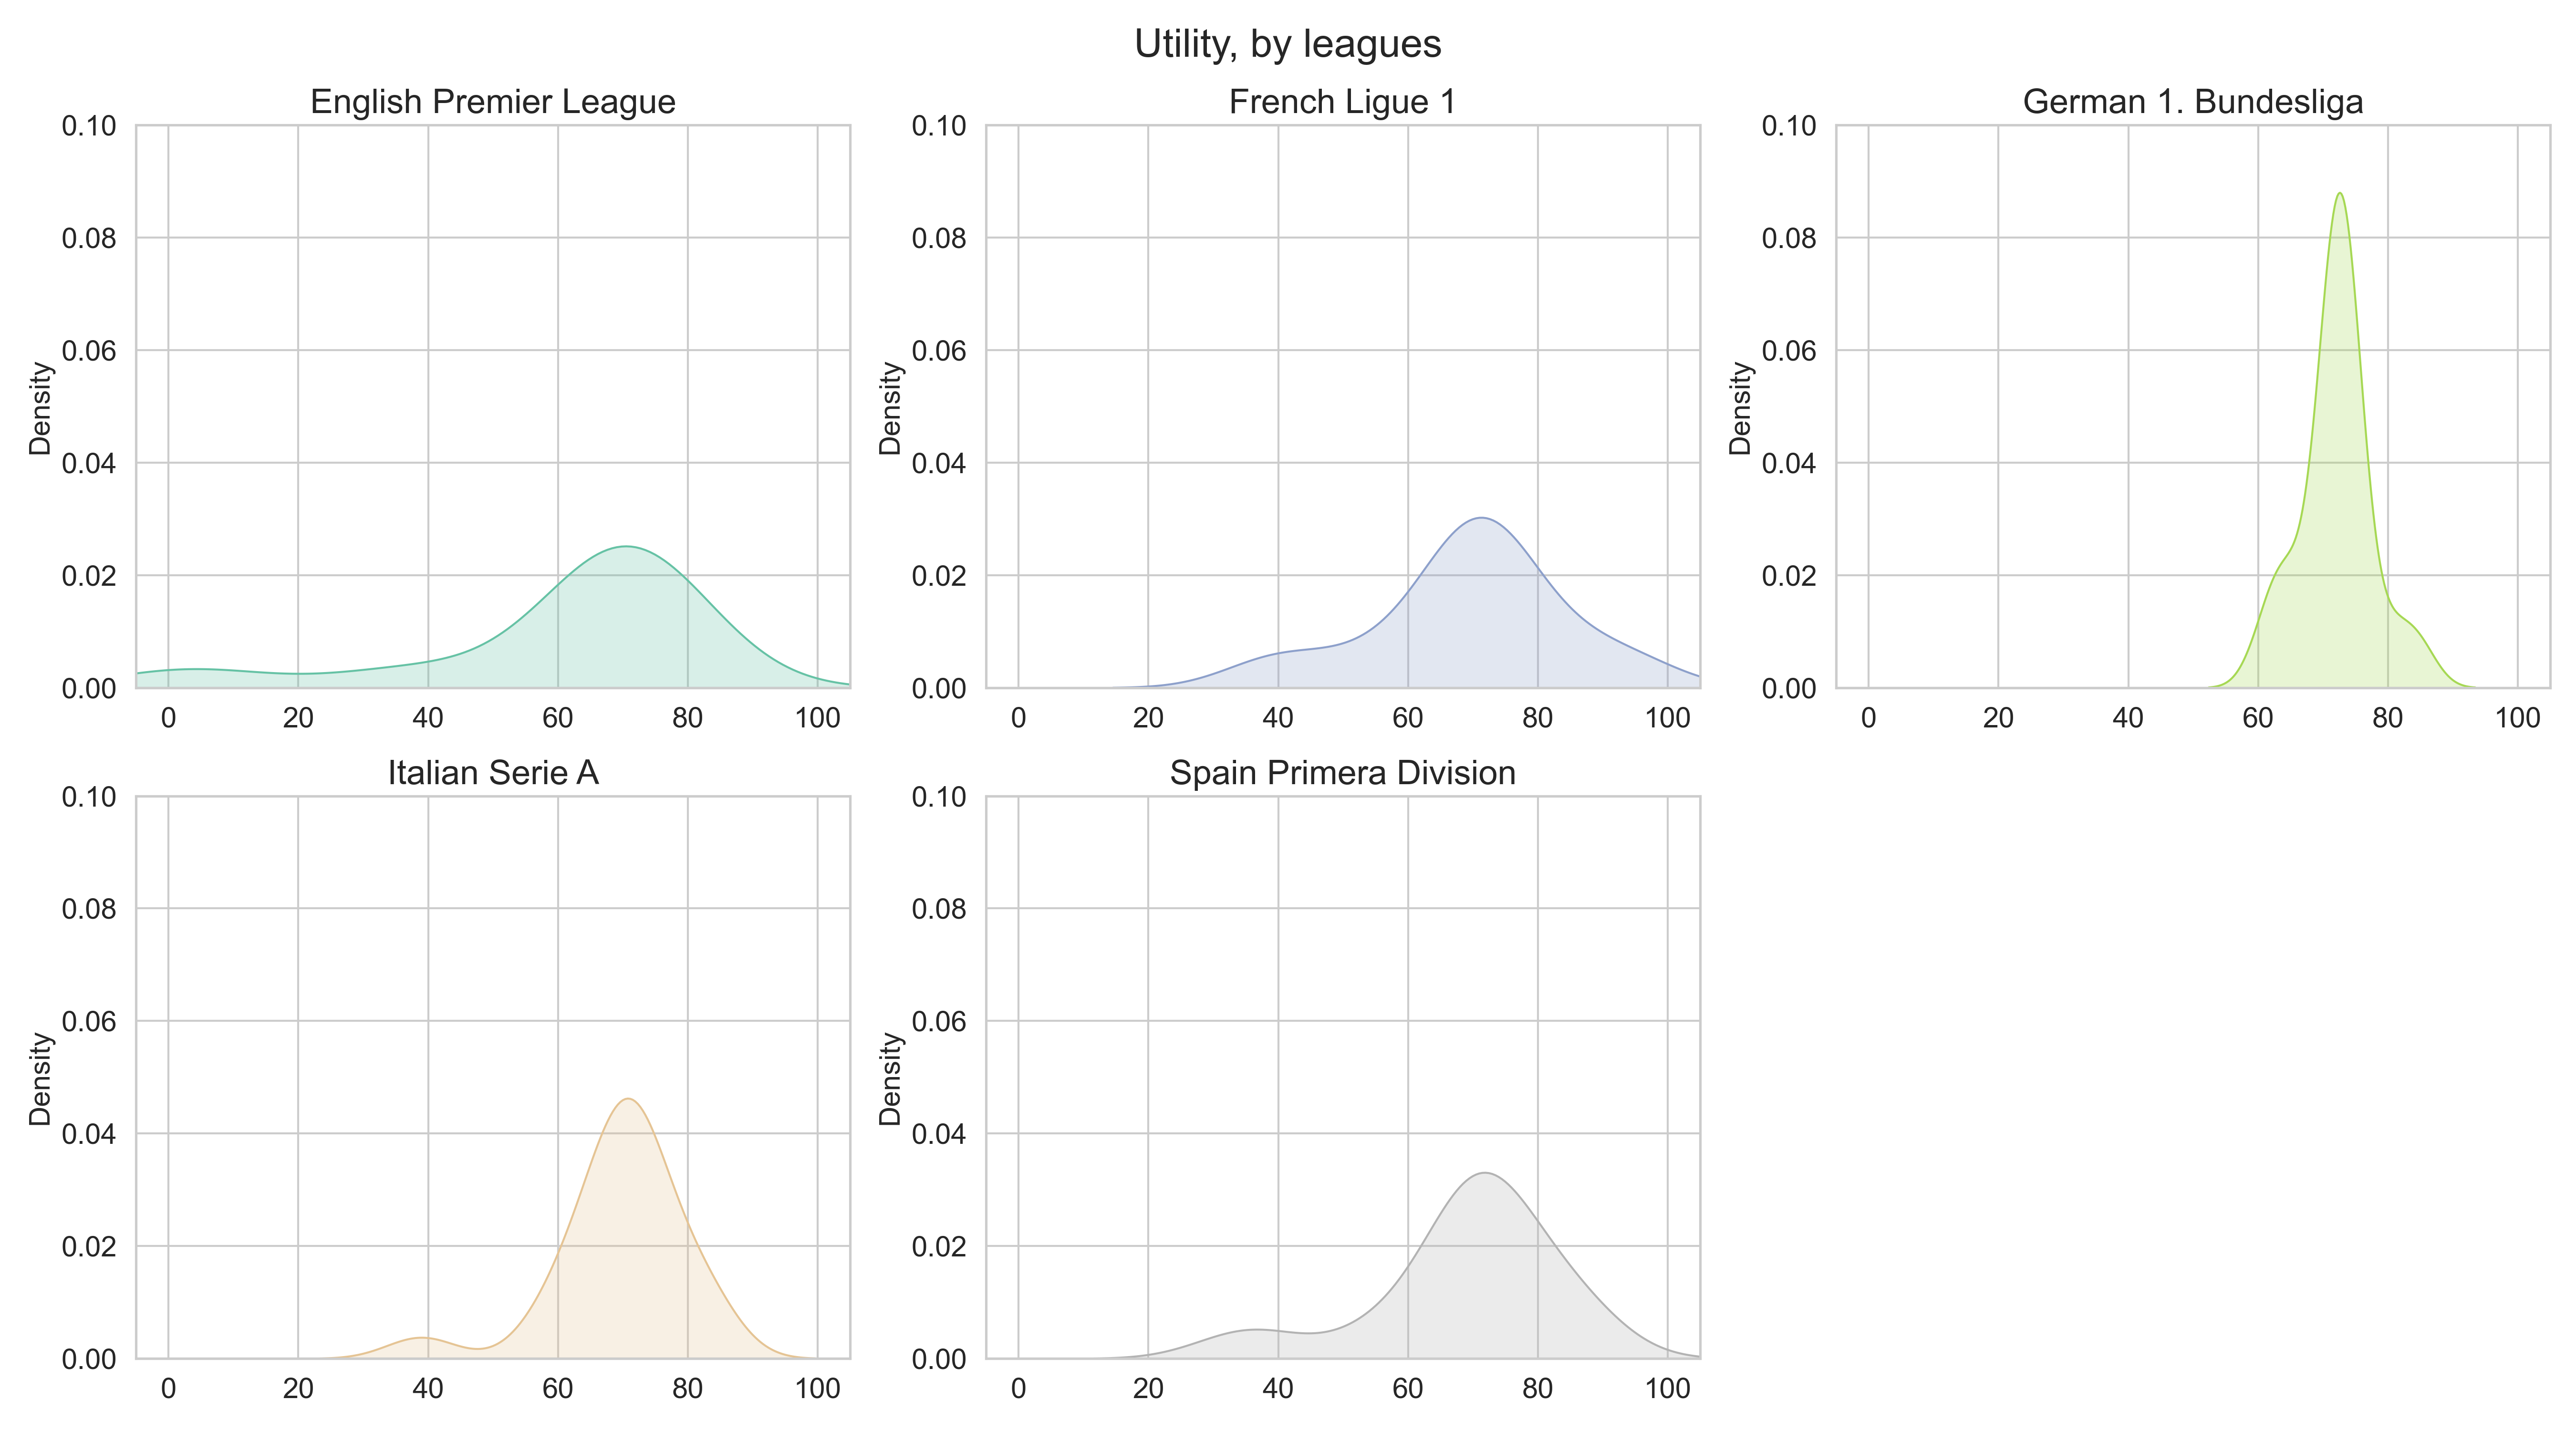 Utility, by leagues
English Premier League
0.10
0.08
0.06
0.04
0.02
0.00
Density
0 20 40 60 80 100
French Ligue 1
0.10
0.08
0.06
0.04
0.02
0.00
Density
0 20 40 60 80 100
German 1. Bundesliga
0.10
0.08
0.06
0.04
0.02
0.00
Density
0 20 40 60 80 100
Italian Serie A
0.10
0.08
0.06
0.04
0.02
0.00
Density
0 20 40 60 80 100
Spain Primera Division
0.10
0.08
0.06
0.04
0.02
0.00
Density
0 20 40 60 80 100